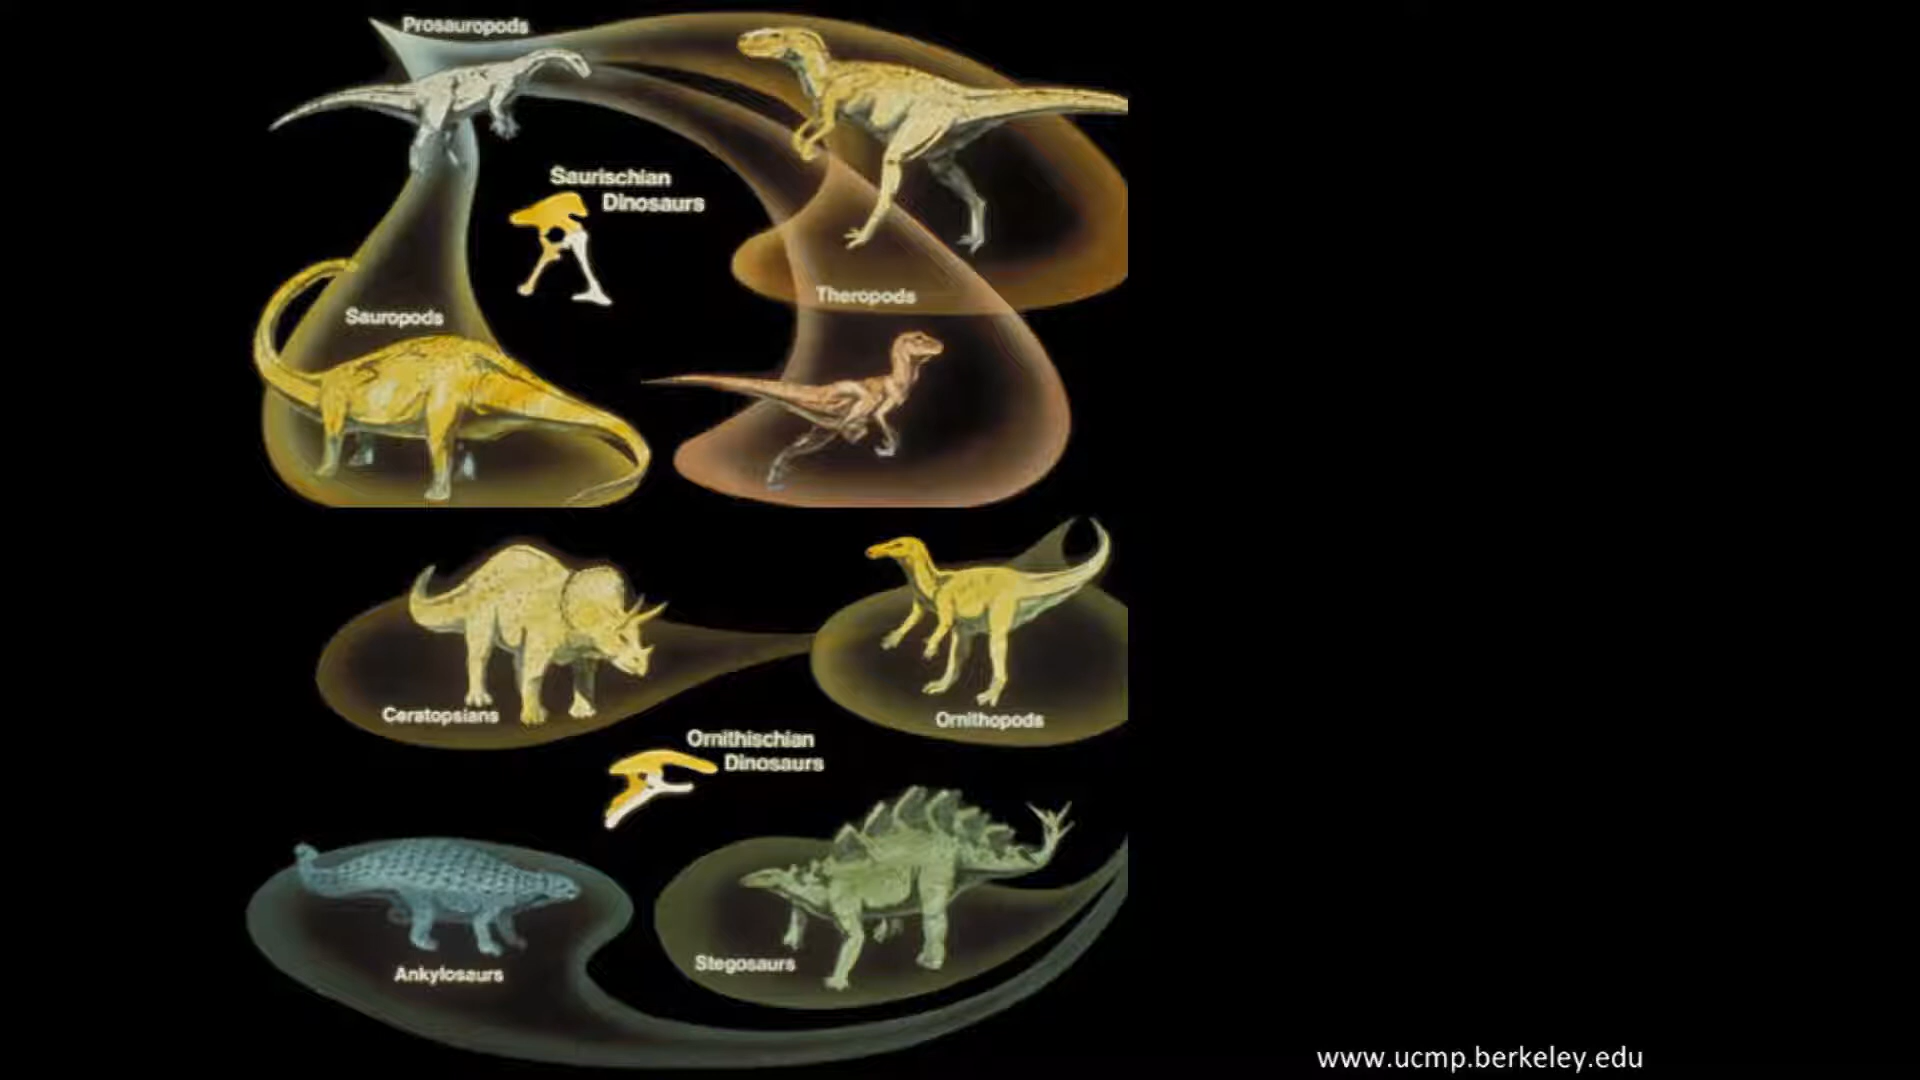 Prosauropods
Saurischian
Dinosaurs
Theropods
Sauropods
Ceratopsians
Ornithopods
Ornithischian
Dinosaurs
Stegosaurs
Ankylosaurs
www.ucmp.berkeley.edu